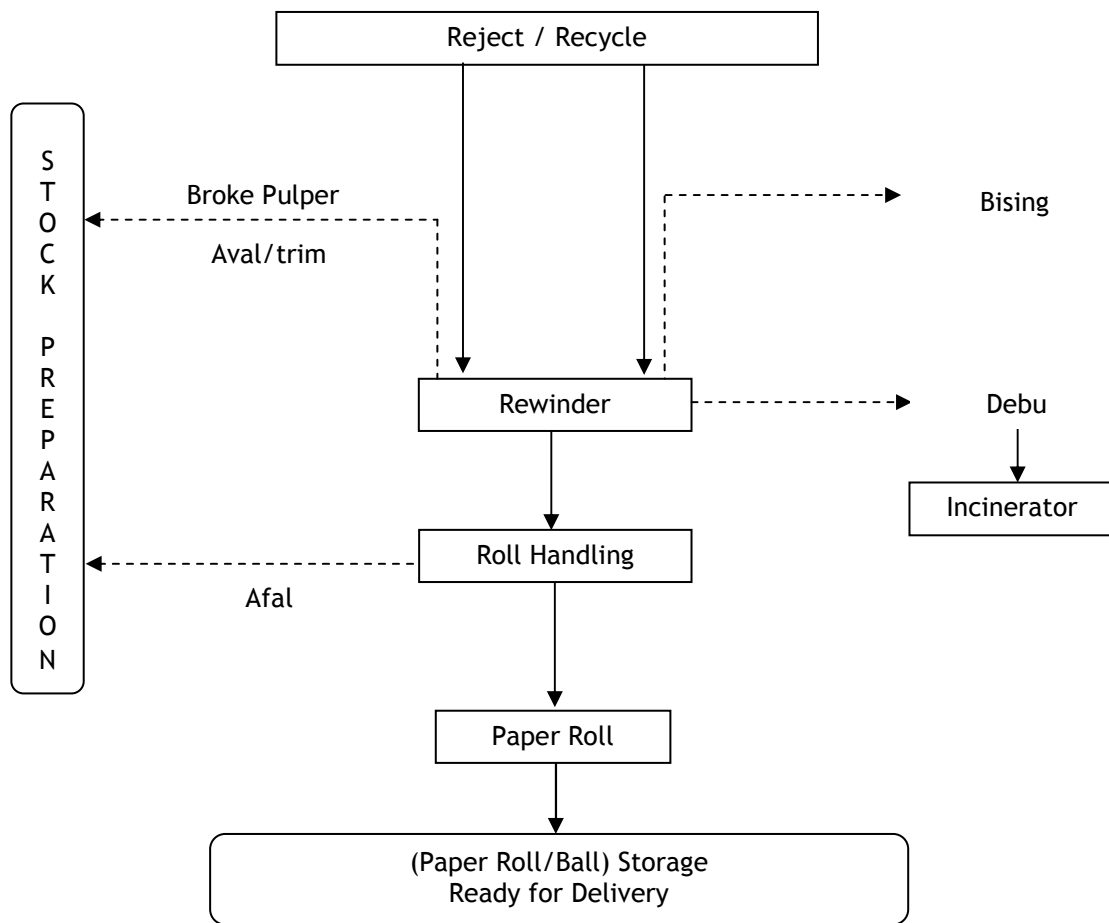 Reject / Recycle
STOCK PREPARATION
Broke Pulper
Aval/trim
Bising
Rewinder
Debu
Incinerator
Roll Handling
Afal
Paper Roll
(Paper Roll/Ball) Storage
Ready for Delivery